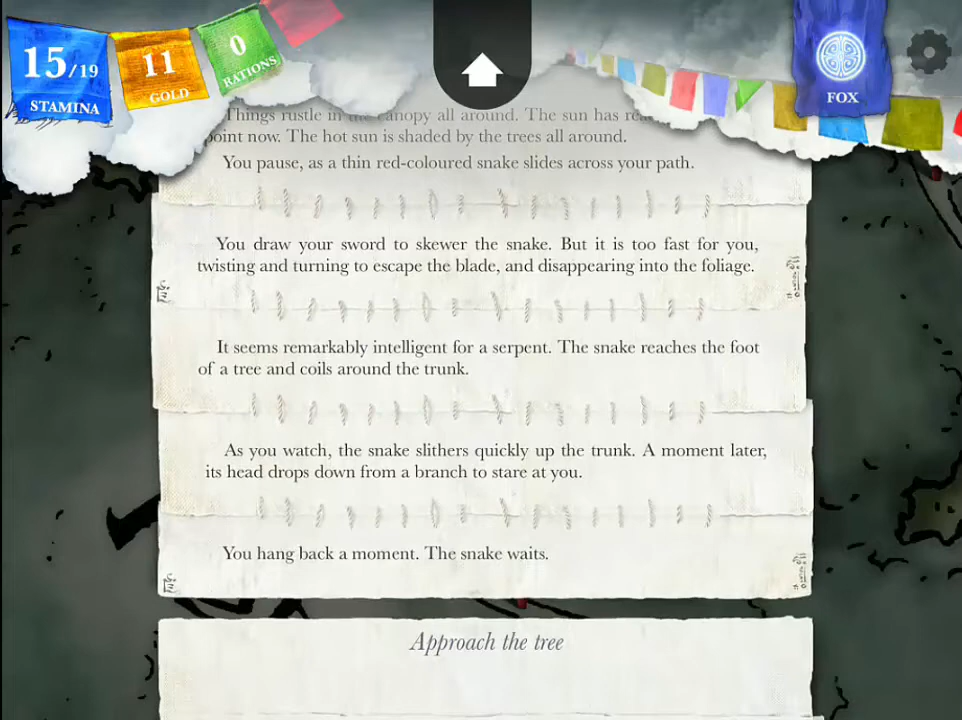 15/19
STAMINA
11
GOLD
0
RATIONS
FOX
Things rustle in the canopy all around. The sun has
point now. The hot sun is shaded by the trees all around.
You pause, as a thin red-coloured snake slides across your path.
You draw your sword to skewer the snake. But it is too fast for you,
twisting and turning to escape the blade, and disappearing into the foliage.
It seems remarkably intelligent for a serpent. The snake reaches the foot
of a tree and coils around the trunk.
As you watch, the snake slithers quickly up the trunk. A moment later,
its head drops down from a branch to stare at you.
You hang back a moment. The snake waits.
Approach the tree